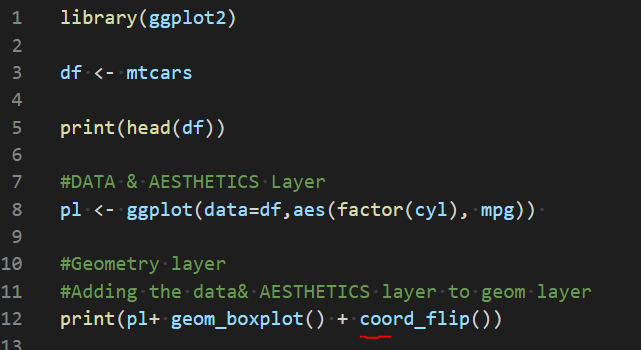 1 library(ggplot2)
2
3 df <- mtcars
4
5 print(head(df))
6
7 #DATA & AESTHETICS Layer
8 pl <- ggplot(data=df,aes(factor(cyl), mpg))
9
10 #Geometry layer
11 #Adding the data& AESTHETICS layer to geom layer
12 print(pl+ geom_boxplot() + coord_flip())
13